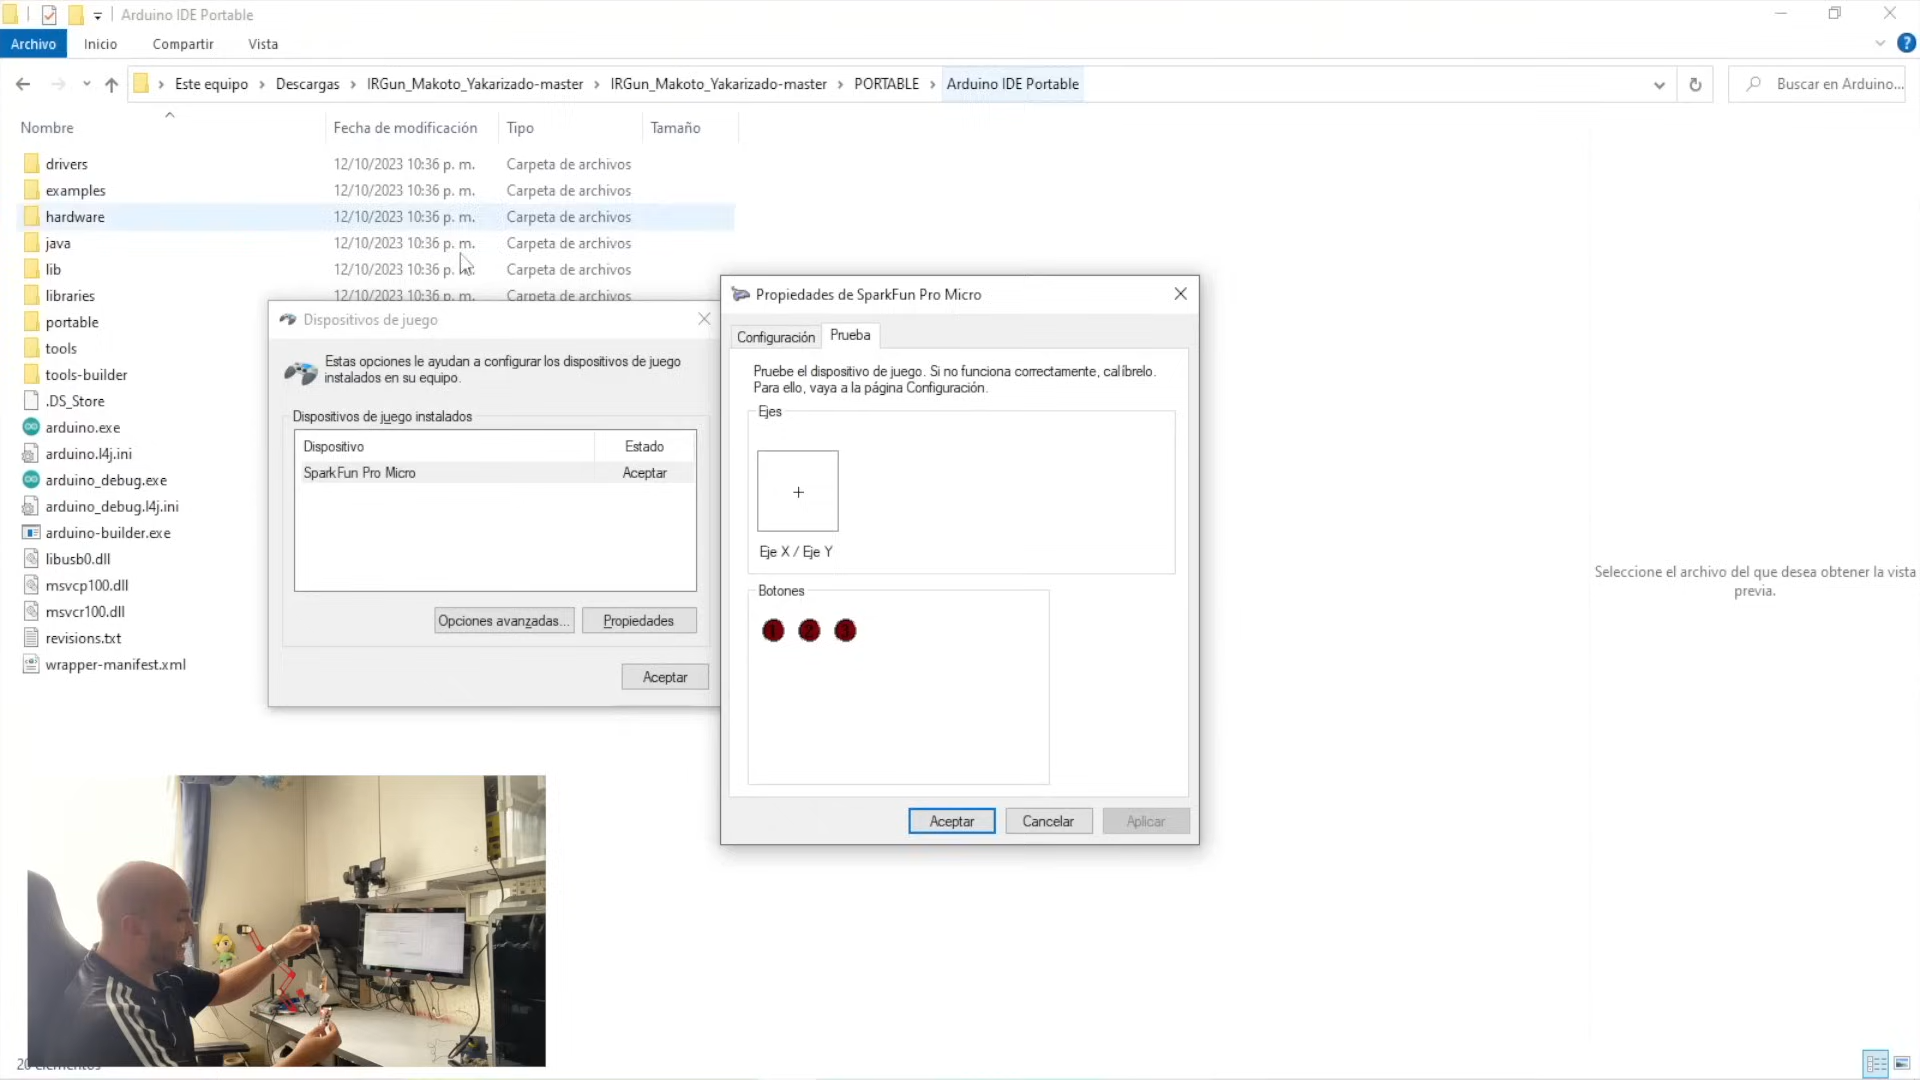 Arduino IDE Portable
Archivo
Inicio
Compartir
Vista
Este equipo
Descargas
IRGun_Makoto_Yakarizado-master
IRGun_Makoto_Yakarizado-master
PORTABLE
Arduino IDE Portable
Buscar en Arduino...
Nombre
Fecha de modificación
Tipo
Tamaño
drivers 12/10/2023 10:36 p. m. Carpeta de archivos
examples 12/10/2023 10:36 p. m. Carpeta de archivos
hardware 12/10/2023 10:36 p. m. Carpeta de archivos
java 12/10/2023 10:36 p. m. Carpeta de archivos
lib 12/10/2023 10:36 p. m. Carpeta de archivos
libraries 12/10/2023 10:36 p. m. Carpeta de archivos
portable
tools
tools-builder
.DS_Store
arduino.exe
arduino.l4j.ini
arduino_debug.exe
arduino_debug.l4j.ini
arduino-builder.exe
libusb0.dll
msvcp100.dll
msvcr100.dll
revisions.txt
wrapper-manifest.xml
Dispositivos de juego
Estas opciones le ayudan a configurar los dispositivos de juego
instalados en su equipo.
Dispositivos de juego instalados
Dispositivo Estado
SparkFun Pro Micro Aceptar
Opciones avanzadas...
Propiedades
Aceptar
Propiedades de SparkFun Pro Micro
Configuración
Prueba
Pruebe el dispositivo de juego. Si no funciona correctamente, calíbrelo.
Para ello, vaya a la página Configuración.
Ejes
Eje X / Eje Y
Botones
1 2 3
Aceptar
Cancelar
Aplicar
Seleccione el archivo del que desea obtener la vista
previa.